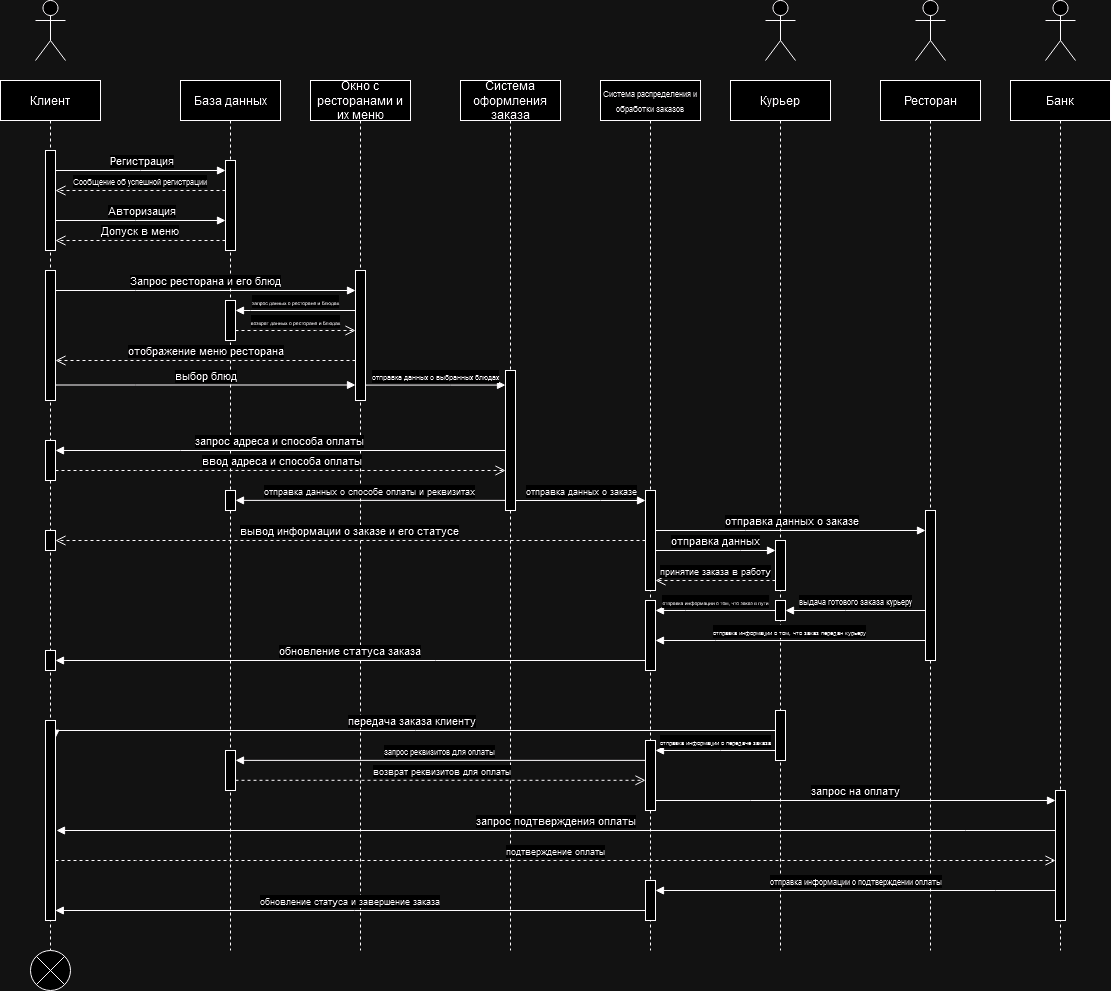 Клиент
База данных
Окно с
ресторанами и
их меню
Система
оформления
заказа
Система распределения и
обработки заказов
Курьер
Ресторан
Банк
Регистрация
Сообщение об успешной регистрации
Авторизация
Допуск в меню
Запрос ресторана и его блюд
запрос данных о ресторане и блюдах
возврат данных о ресторане и блюдах
отображение меню ресторана
выбор блюд
отправка данных о выбранных блюдах
запрос адреса и способа оплаты
ввод адреса и способа оплаты
отправка данных о способе оплаты и реквизитах
отправка данных о заказе
отправка данных о заказе
вывод информации о заказе и его статусе
отправка данных
принятие заказа в работу
отправка информации о том, что заказ в пути
выдача готового заказа курьеру
отправка информации о том, что заказ передан курьеру
обновление статуса заказа
передача заказа клиенту
отправка информации о передаче заказа
запрос реквизитов для оплаты
возврат реквизитов для оплаты
запрос на оплату
запрос подтверждения оплаты
подтверждение оплаты
отправка информации о подтверждении оплаты
обновление статуса и завершение заказа